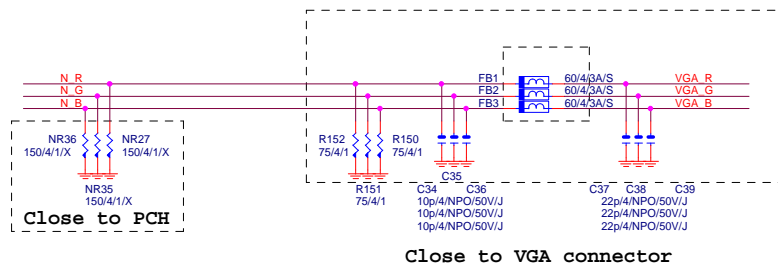 N_R FB1 60/4/3A/S VGA_R
N_G FB2 60/4/3A/S VGA_G
N_B FB3 60/4/3A/S VGA_B
NR36 NR27 R152 R150
150/4/1/X 150/4/1/X 75/4/1 75/4/1
C35
NR35 R151 C34 C36 C37 C38 C39
150/4/1/X 75/4/1 10p/4/NPO/50V/J 22p/4/NPO/50V/J
10p/4/NPO/50V/J 22p/4/NPO/50V/J
10p/4/NPO/50V/J 22p/4/NPO/50V/J
Close to PCH
Close to VGA connector